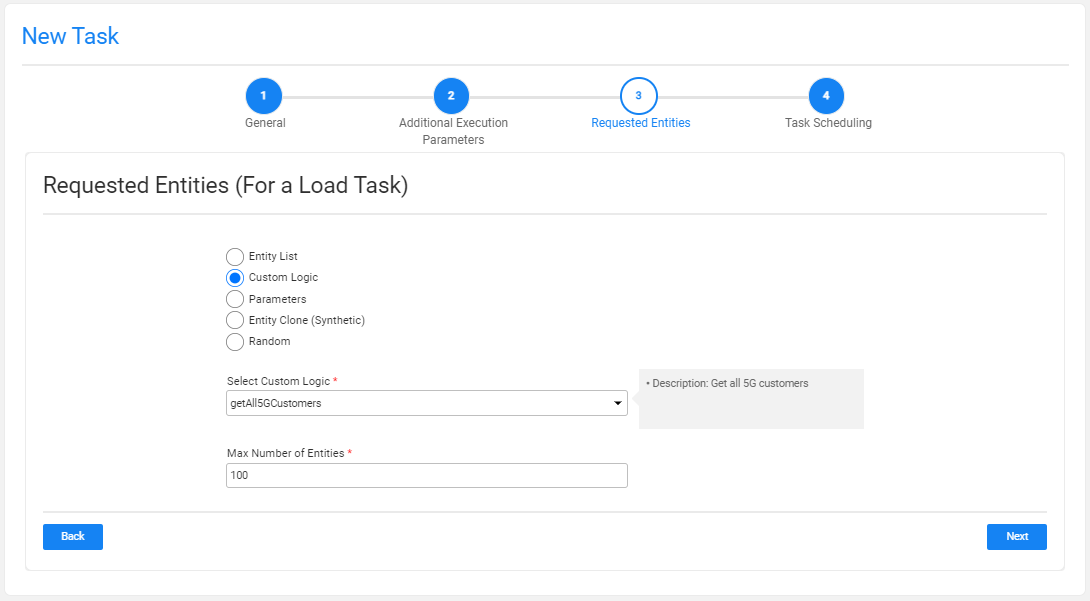 New Task
1
2
3
4
General
Additional Execution
Parameters
Requested Entities
Task Scheduling
Requested Entities (For a Load Task)
Entity List
Custom Logic
Parameters
Entity Clone (Synthetic)
Random
Select Custom Logic *
getAll5GCustomers
• Description: Get all 5G customers
Max Number of Entities *
100
Back
Next